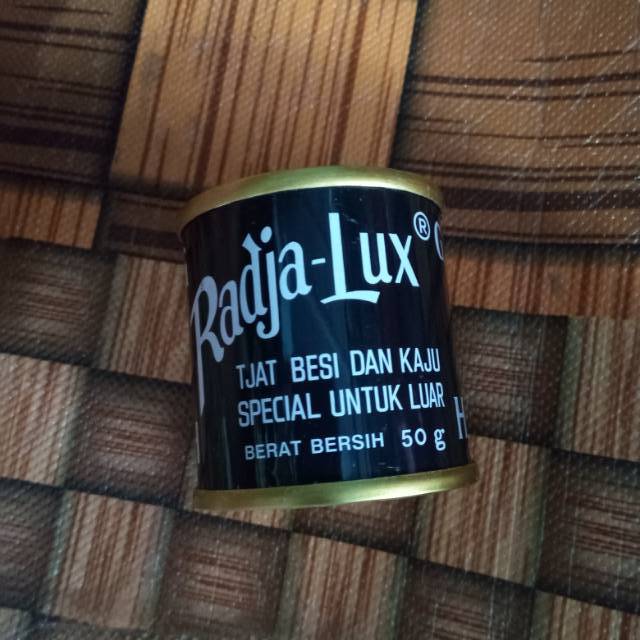 Radja-Lux®
TJAT BESI DAN KAJU
SPECIAL UNTUK LUAR
BERAT BERSIH 50 g